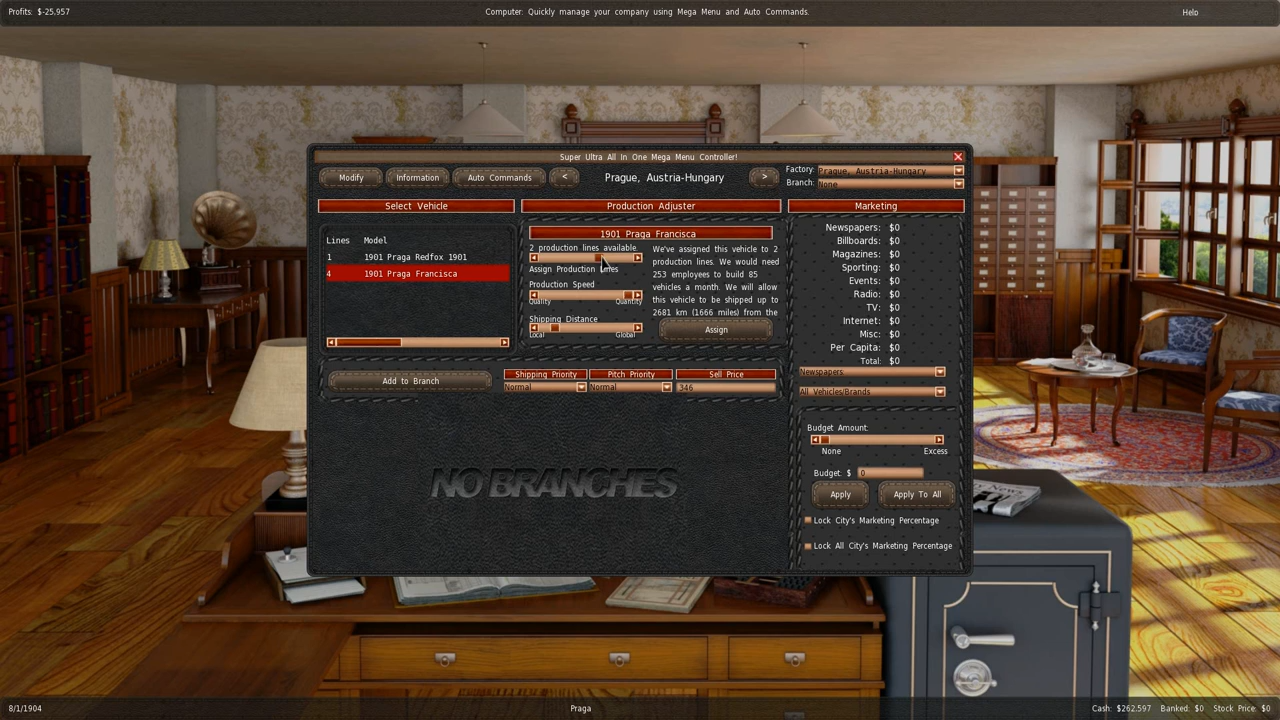 Profits: $-25,957
Computer: Quickly manage your company using Mega Menu and Auto Commands.
Help
Super Ultra All In One Mega Menu Controller!
Modify
Information
Auto Commands
<
Prague, Austria-Hungary
>
Factory: Prague, Austria-Hungary
Branch: None
Select Vehicle
Lines Model
1 1901 Praga Redfox 1901
4 1901 Praga Francisca
Production Adjuster
1901 Praga Francisca
2 production lines available.
Assign Production Lines
Production Speed
Quality Quantity
Shipping Distance
Local Global
We've assigned this vehicle to 2
production lines. We would need
253 employees to build 85
vehicles a month. We will allow
this vehicle to be shipped up to
2681 km (1666 miles) from the
Assign
Add to Branch
Shipping Priority
Normal
Pitch Priority
Normal
Sell Price
346
NO BRANCHES
Marketing
Newspapers: $0
Billboards: $0
Magazines: $0
Sporting: $0
Events: $0
Radio: $0
TV: $0
Internet: $0
Misc: $0
Per Capita: $0
Total: $0
Newspapers
All Vehicles/Brands
Budget Amount:
None Excess
Budget $ 0
Apply
Apply To All
Lock City's Marketing Percentage
Lock All City's Marketing Percentage
8/1/1904
Praga
Cash: $262,597 Banked: $0 Stock Price: $0